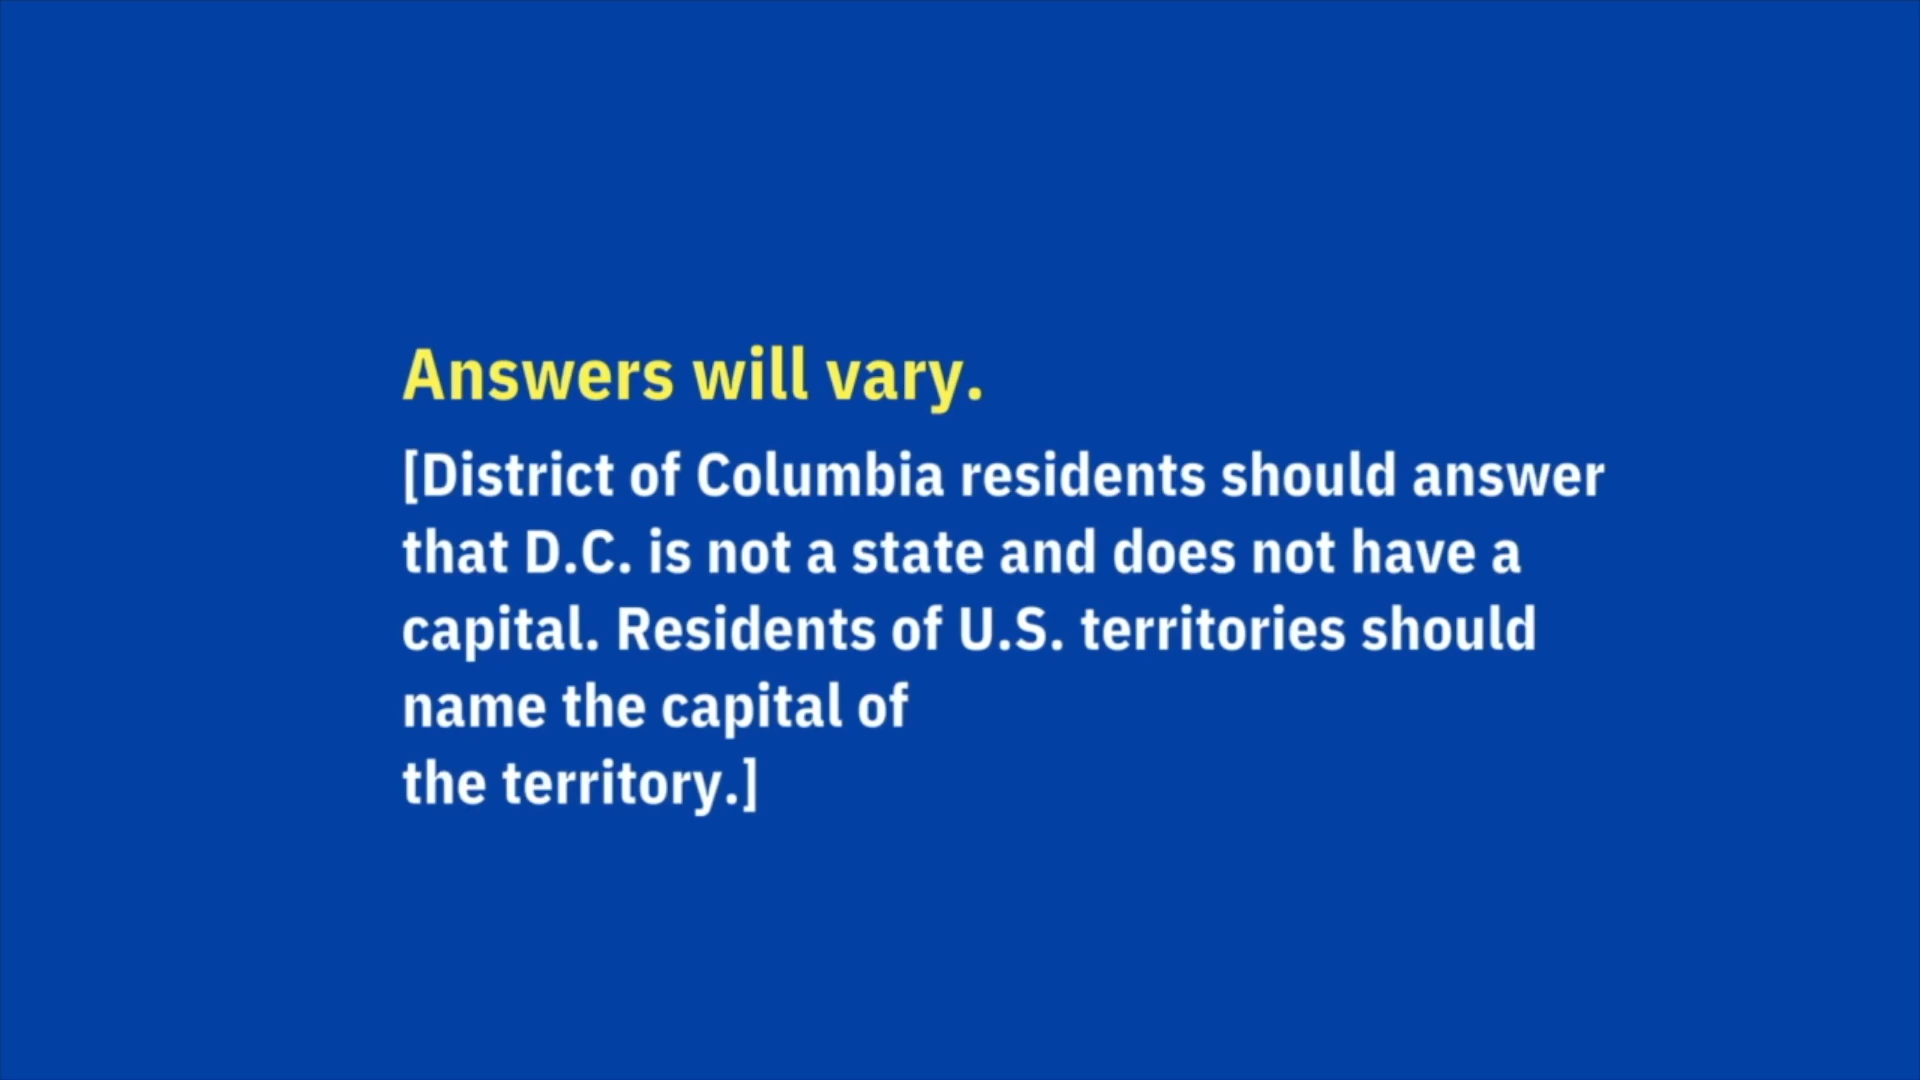 Answers will vary.
[District of Columbia residents should answer
that D.C. is not a state and does not have a
capital. Residents of U.S. territories should
name the capital of
the territory.]